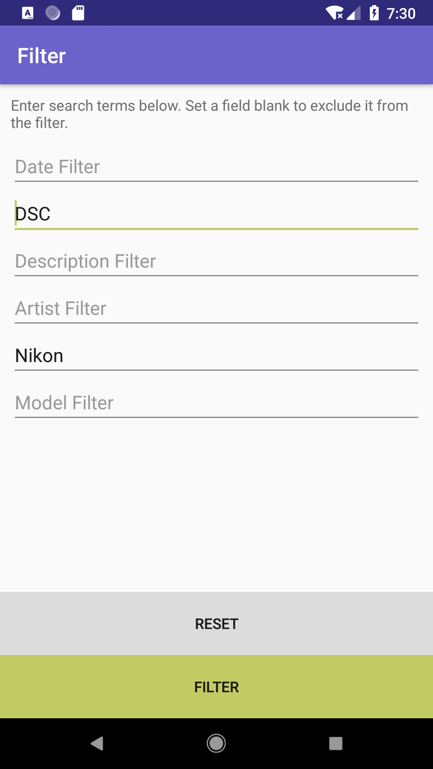 7:30
Filter
Enter search terms below. Set a field blank to exclude it from
the filter.
Date Filter
DSC
Description Filter
Artist Filter
Nikon
Model Filter
RESET
FILTER